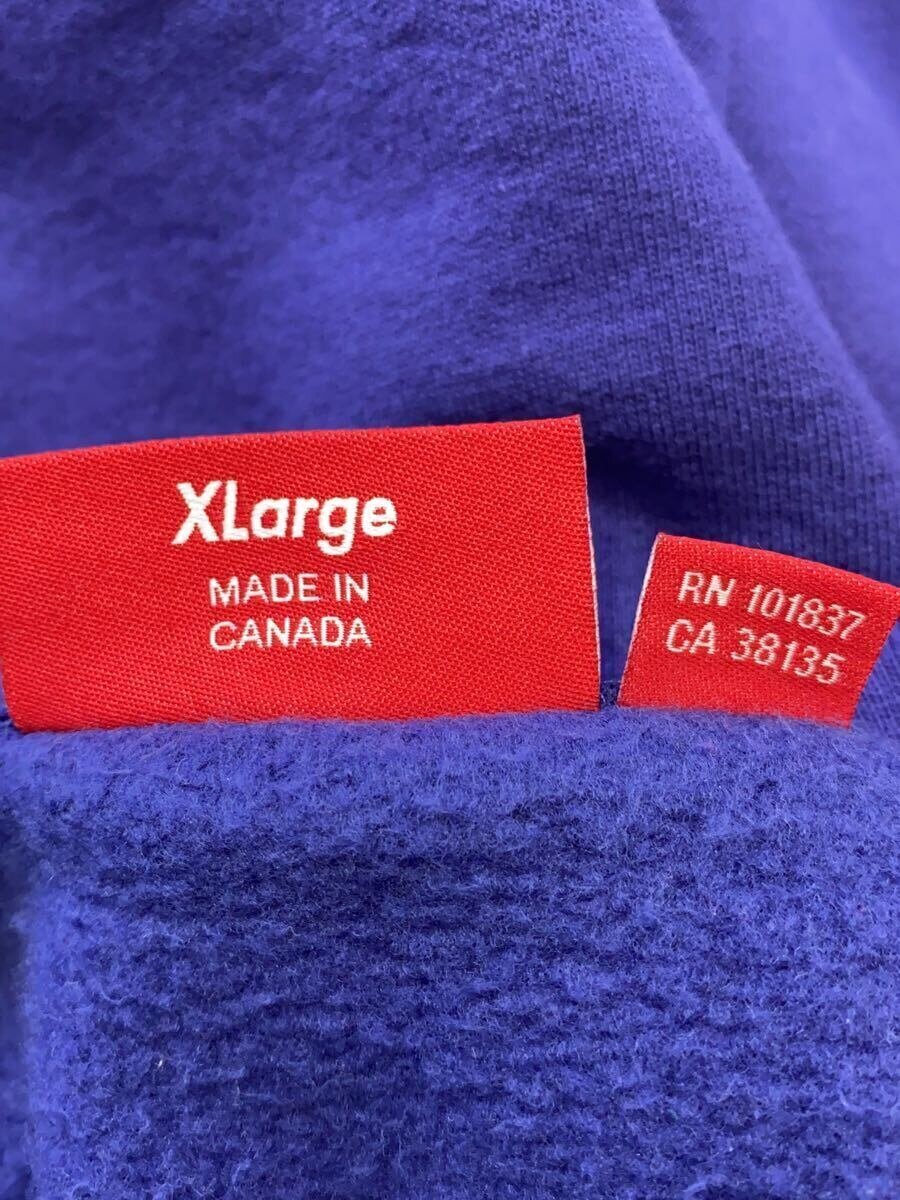 XLarge
MADE IN
CANADA
RN 101837
CA 38135